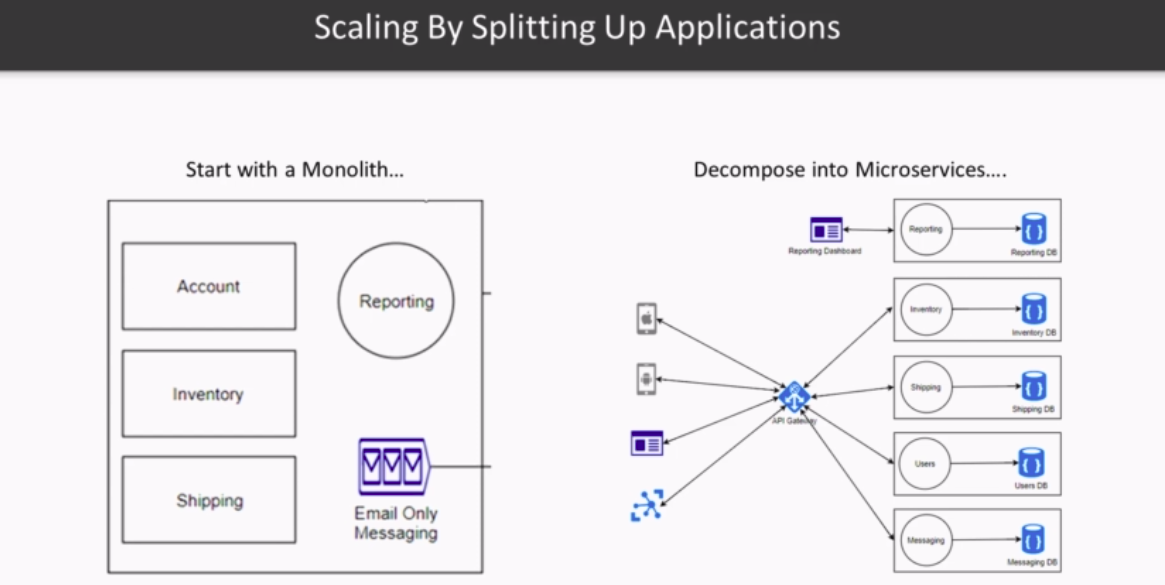 Scaling By Splitting Up Applications
Start with a Monolith...
Account
Reporting
Inventory
Shipping
Email Only
Messaging
Decompose into Microservices....
Reporting Dashboard
Reporting
Reporting DB
Inventory
Inventory DB
API Gateway
Shipping
Shipping DB
Users
Users DB
Messaging
Messaging DB